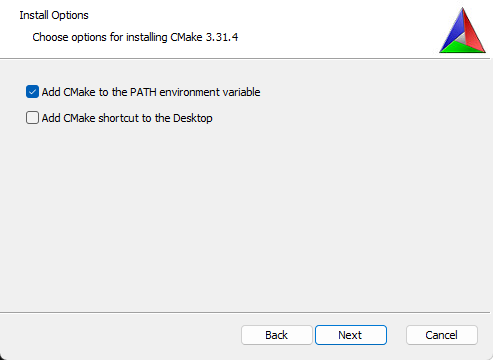 Install Options
Choose options for installing CMake 3.31.4
Add CMake to the PATH environment variable
Add CMake shortcut to the Desktop
Back Next Cancel